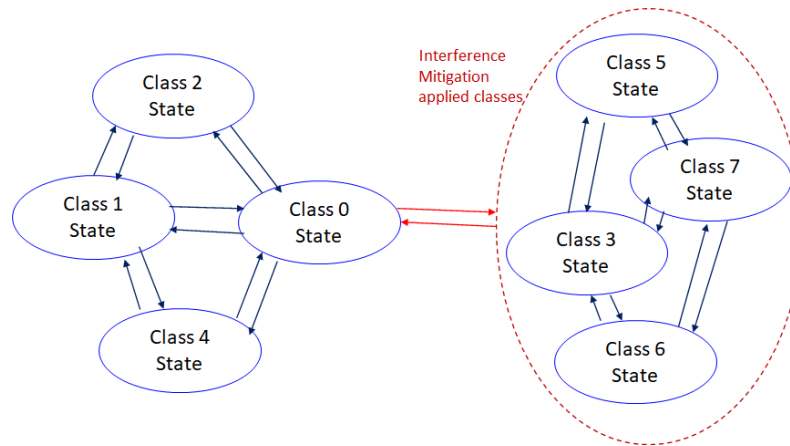 Class 2
State
Class 1
State
Class 0
State
Class 4
State
Interference
Mitigation
applied classes
Class 5
State
Class 7
State
Class 3
State
Class 6
State